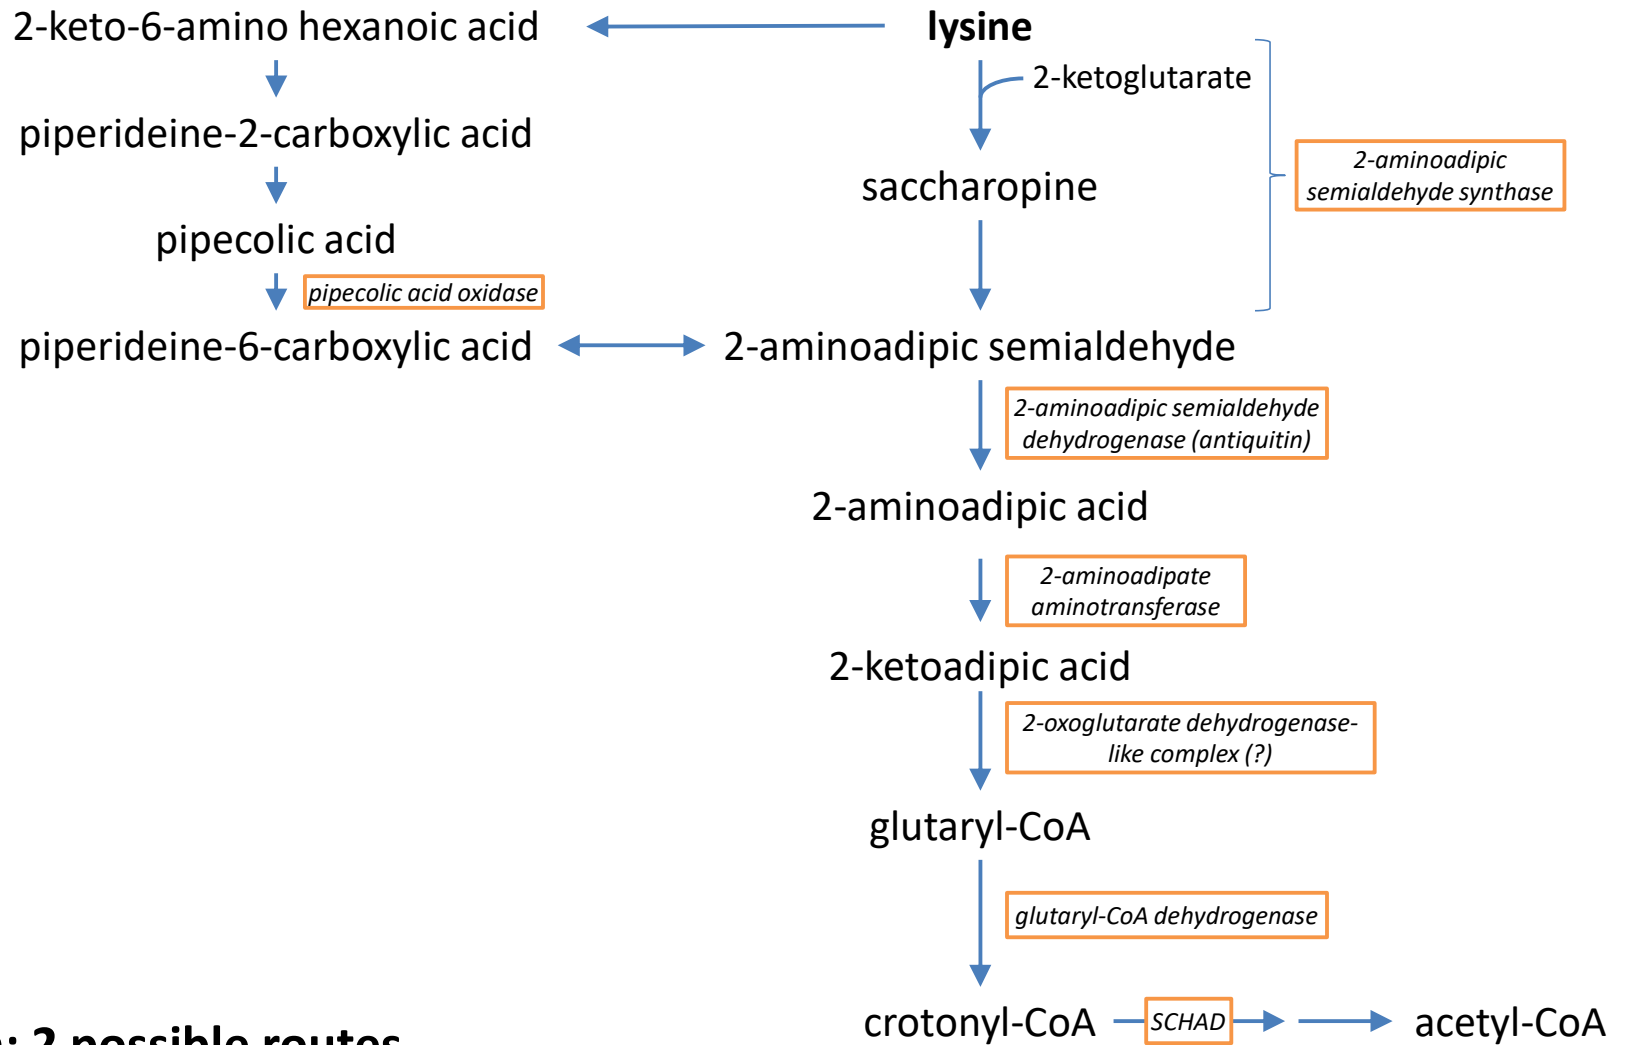 2-keto-6-amino hexanoic acid
lysine
2-ketoglutarate
piperideine-2-carboxylic acid
2-aminoadipic
semialdehyde synthase
saccharopine
pipecolic acid
pipecolic acid oxidase
piperideine-6-carboxylic acid
2-aminoadipic semialdehyde
2-aminoadipic semialdehyde
dehydrogenase (antiquitin)
2-aminoadipic acid
2-aminoadipate
aminotransferase
2-ketoadipic acid
2-oxoglutarate dehydrogenase-
like complex (?)
glutaryl-CoA
glutaryl-CoA dehydrogenase
crotonyl-CoA
SCHAD
acetyl-CoA
2 possible routes